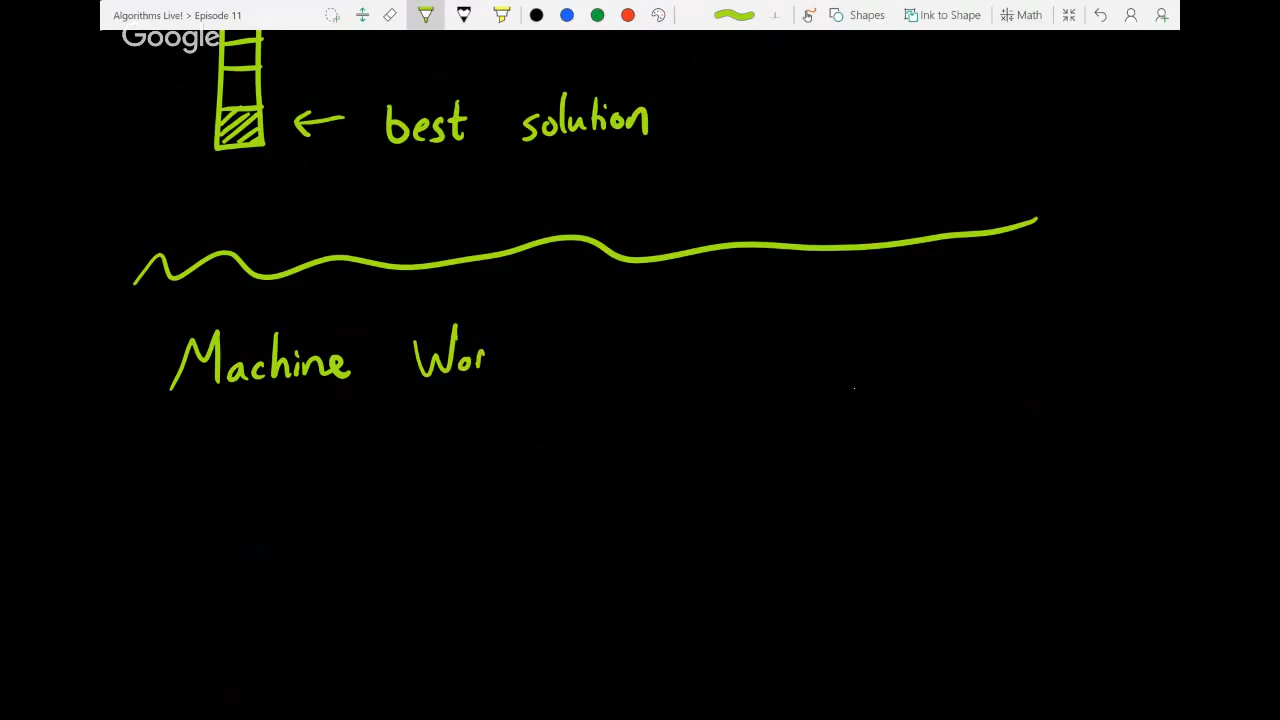 Algorithms Live! > Episode 11
Shapes
Ink to Shape
Math
Google
← best solution
Machine Wor